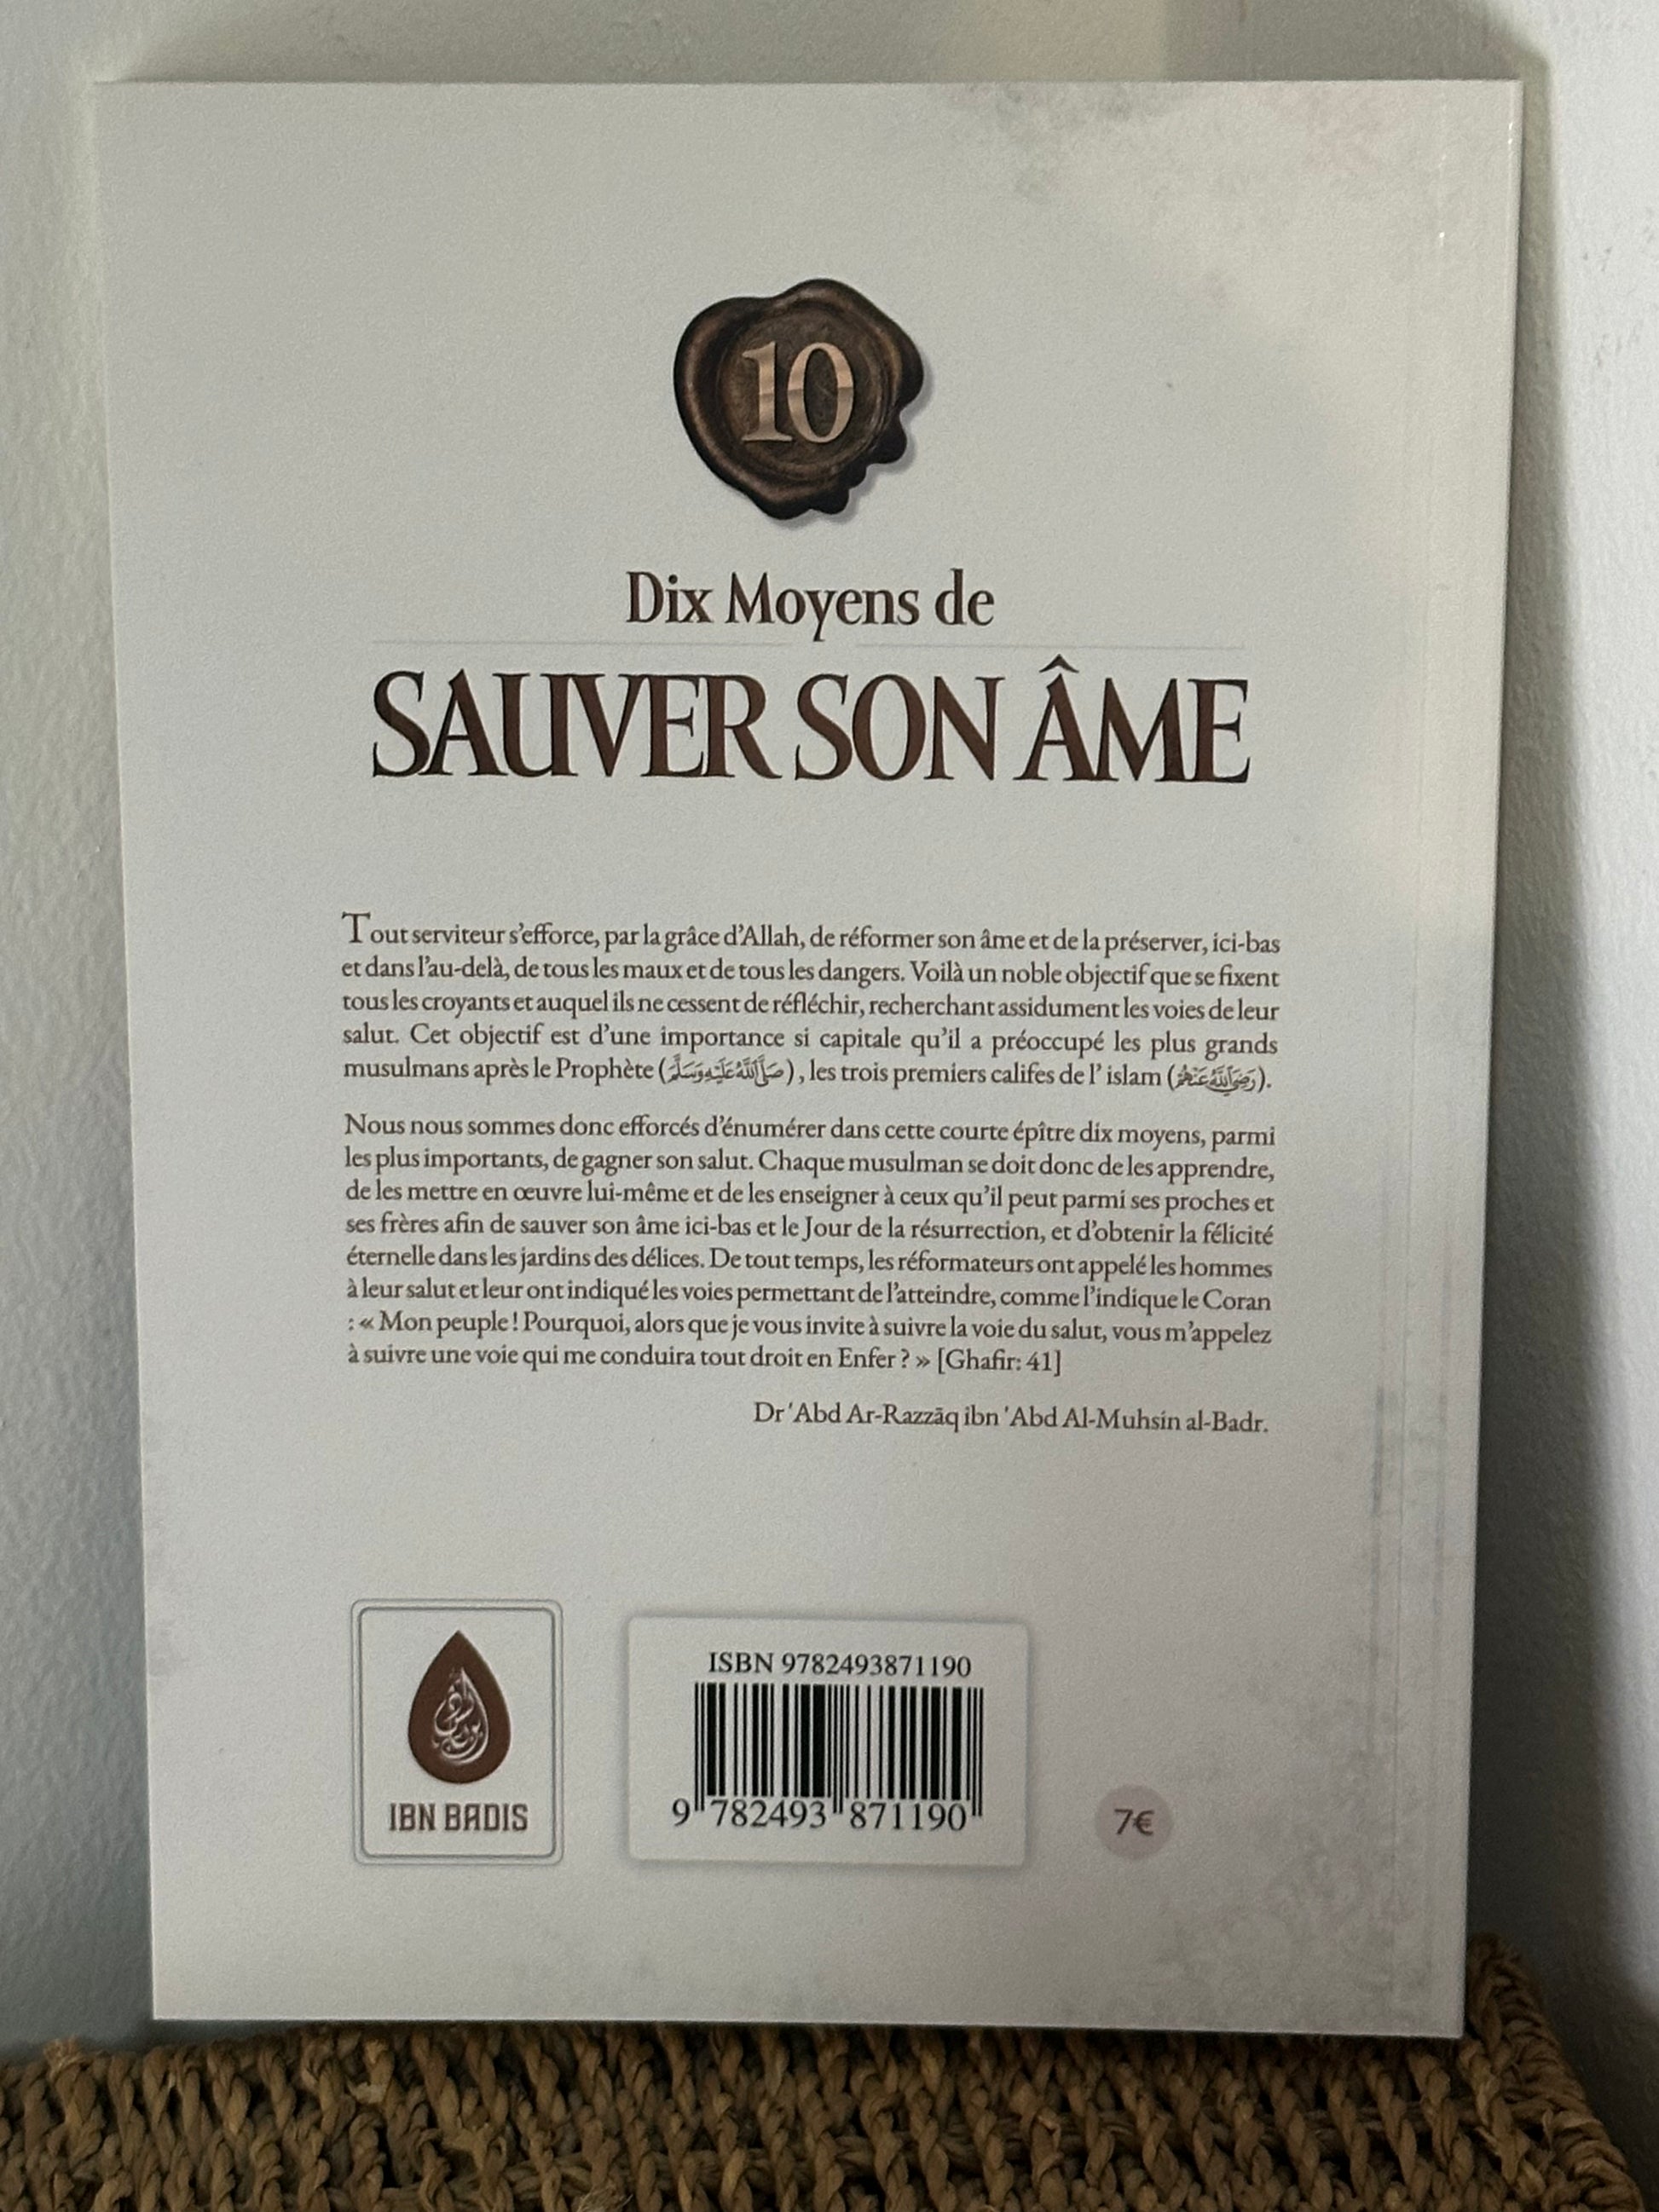 10
Dix Moyens de
SAUVER SON ÂME
Tout serviteur s'efforce, par la grâce d'Allah, de réformer son âme et de la préserver, ici-bas
et dans l'au-delà, de tous les maux et de tous les dangers. Voilà un noble objectif que se fixent
tous les croyants et auquel ils ne cessent de réfléchir, recherchant assidument les voies de leur
salut. Cet objectif est d'une importance si capitale qu'il a préoccupé les plus grands
musulmans après le Prophète (صَلَّى اللَّهُ عَلَيْهِ وَسَلَّمَ), les trois premiers califes de l' islam (رَضِيَ اللَّهُ عَنْهُمْ).
Nous nous sommes donc efforcés d'énumérer dans cette courte épître dix moyens, parmi
les plus importants, de gagner son salut. Chaque musulman se doit donc de les apprendre,
de les mettre en œuvre lui-même et de les enseigner à ceux qu'il peut parmi ses proches et
ses frères afin de sauver son âme ici-bas et le Jour de la résurrection, et d'obtenir la félicité
éternelle dans les jardins des délices. De tout temps, les réformateurs ont appelé les hommes
à leur salut et leur ont indiqué les voies permettant de l'atteindre, comme l'indique le Coran
: « Mon peuple ! Pourquoi, alors que je vous invite à suivre la voie du salut, vous m'appelez
à suivre une voie qui me conduira tout droit en Enfer ? » [Ghafir: 41]
Dr 'Abd Ar-Razzāq ibn 'Abd Al-Muhsin al-Badr.
ابن باديس
IBN BADIS
ISBN 9782493871190
9 782493 871190
7€